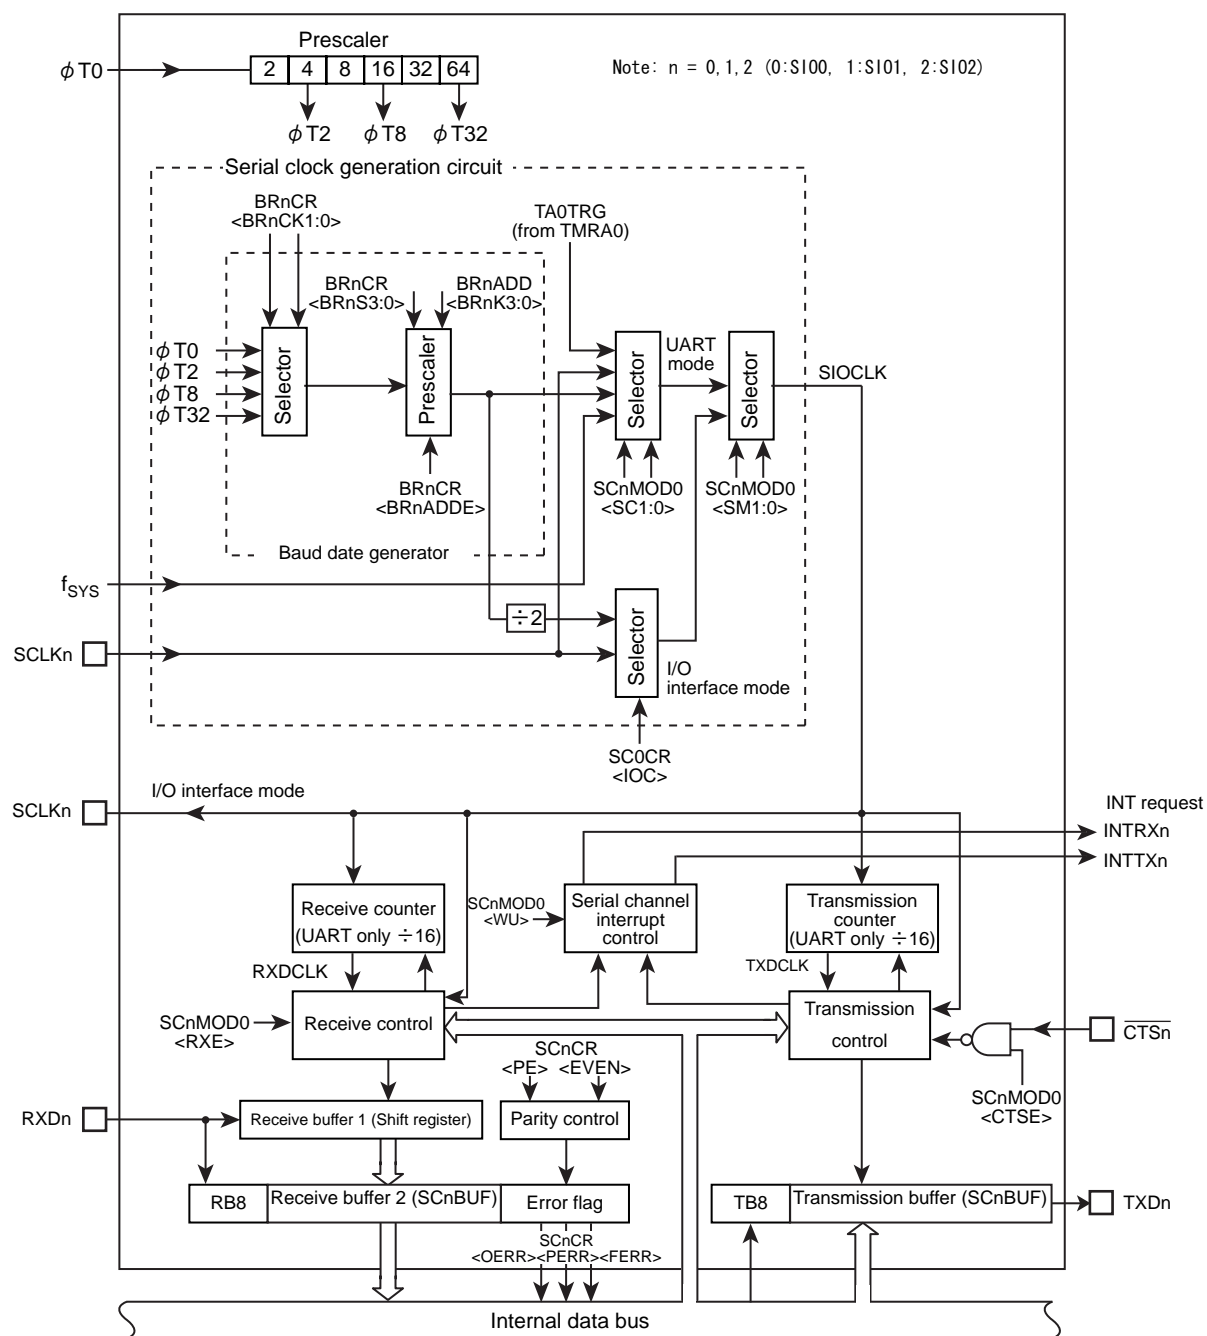 Prescaler
φT0
2 4 8 16 32 64
Note: n = 0,1,2 (0:SIO0, 1:SIO1, 2:SIO2)
φT2 φT8 φT32
Serial clock generation circuit
BRnCR
<BRnCK1:0>
TA0TRG
(from TMRA0)
BRnCR
<BRnS3:0>
BRnADD
<BRnK3:0>
φT0
φT2
φT8
φT32
Selector
Prescaler
Selector
UART
mode
Selector
SIOCLK
BRnCR
<BRnADDE>
SCnMOD0
<SC1:0>
SCnMOD0
<SM1:0>
Baud date generator
fSYS
÷2
Selector
SCLKn
I/O
interface mode
SC0CR
<IOC>
I/O interface mode
SCLKn
INT request
INTRXn
INTTXn
Receive counter
(UART only ÷16)
SCnMOD0
<WU>
Serial channel
interrupt
control
Transmission
counter
(UART only ÷16)
RXDCLK
TXDCLK
SCnMOD0
<RXE>
Receive control
Transmission
control
CTSn
SCnCR
<PE> <EVEN>
SCnMOD0
<CTSE>
RXDn
Receive buffer 1 (Shift register)
Parity control
RB8
Receive buffer 2 (SCnBUF)
Error flag
TB8
Transmission buffer (SCnBUF)
TXDn
SCnCR
<OERR><PERR><FERR>
Internal data bus